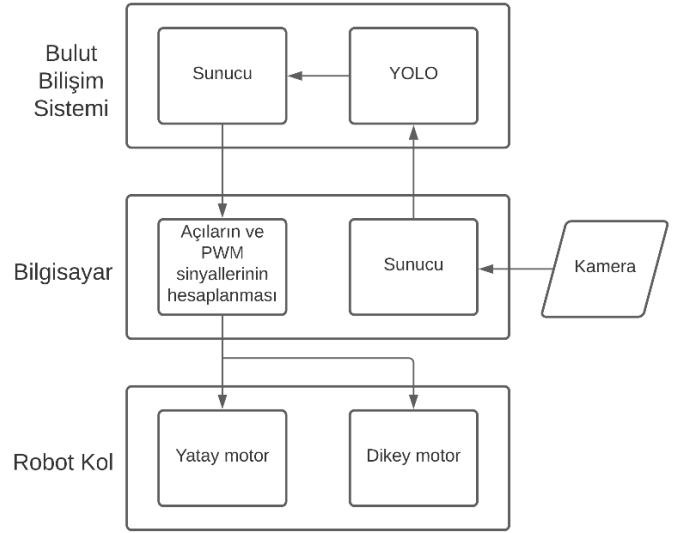 Bulut
Bilişim
Sistemi
Sunucu
YOLO
Bilgisayar
Açıların ve
PWM
sinyallerinin
hesaplanması
Sunucu
Kamera
Robot Kol
Yatay motor
Dikey motor